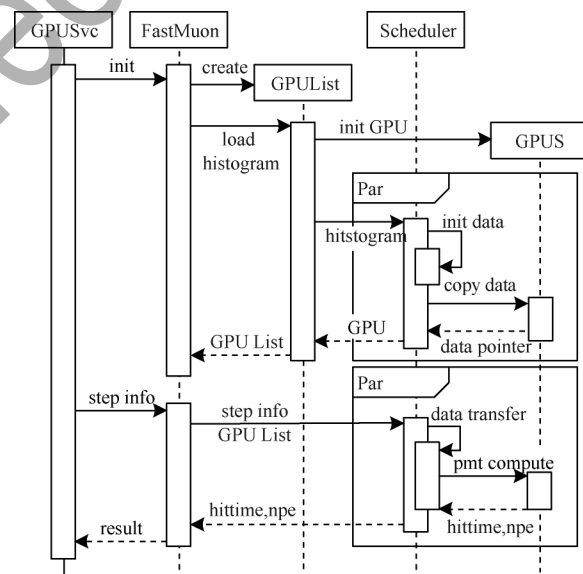 GPUSvc
FastMuon
Scheduler
init
create
GPUList
load
histogram
init GPU
GPUS
Par
hitstogram
init data
copy data
GPU
data pointer
GPU List
Par
step info
step info
GPU List
data transfer
pmt compute
hittime,npe
hittime,npe
result